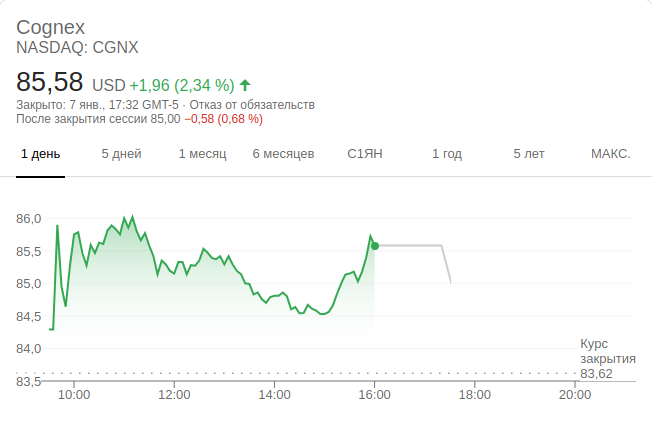 Cognex
NASDAQ: CGNX
85,58 USD +1,96 (2,34 %)
Закрыто: 7 янв., 17:32 GMT-5 · Отказ от обязательств
После закрытия сессии 85,00 −0,58 (0,68 %)
1 день 5 дней 1 месяц 6 месяцев С1ЯН 1 год 5 лет МАКС.
86,0
85,5
85,0
84,5
84,0
Курс
закрытия
83,62
83,5
10:00 12:00 14:00 16:00 18:00 20:00